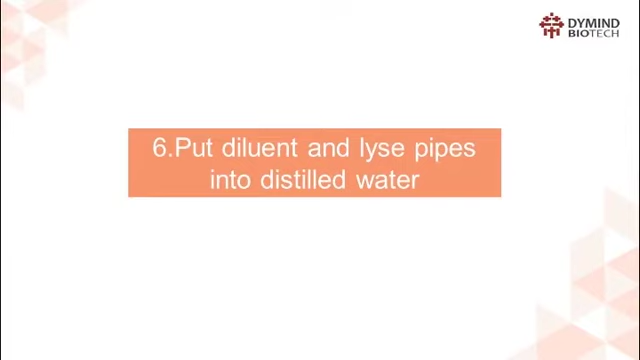 DYMIND
BIOTECH
6.Put diluent and lyse pipes
into distilled water